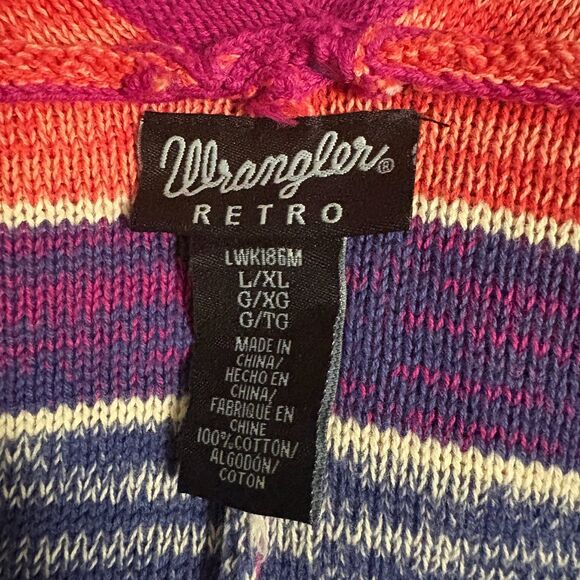 Wrangler®
RETRO
LWK186M
L/XL
G/XG
G/TG
MADE IN
CHINA/
HECHO EN
CHINA/
FABRIQUE EN
CHINE
100% COTTON/
ALGODÓN/
COTON